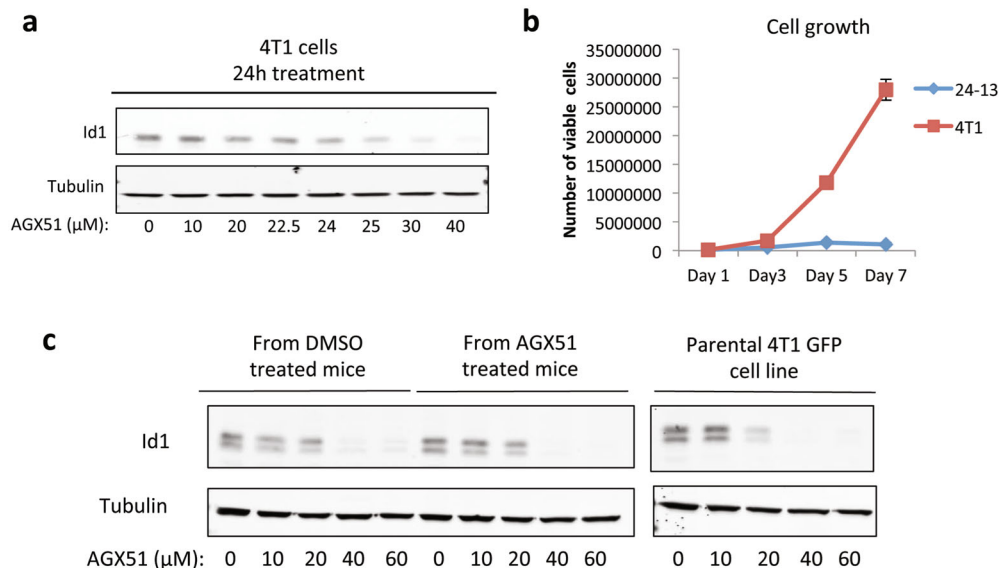 a
4T1 cells
24h treatment
Id1
Tubulin
AGX51 (μM): 0 10 20 22.5 24 25 30 40
b
Cell growth
Number of viable cells
35000000
30000000
25000000
20000000
15000000
10000000
5000000
0
Day 1 Day3 Day 5 Day 7
24-13
4T1
c
From DMSO
treated mice
From AGX51
treated mice
Parental 4T1 GFP
cell line
Id1
Tubulin
AGX51 (μM): 0 10 20 40 60 0 10 20 40 60 0 10 20 40 60